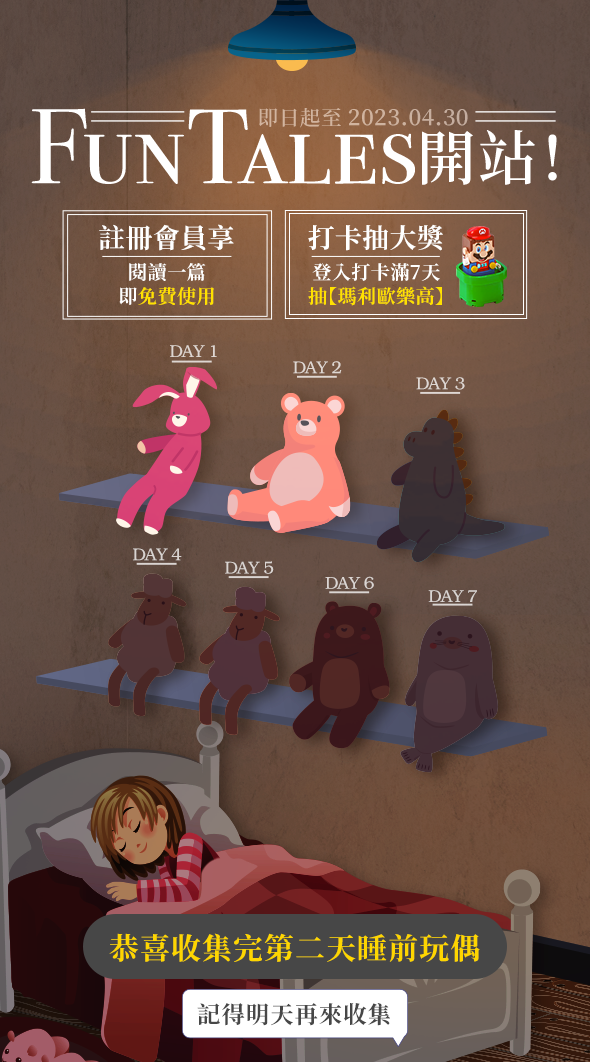 即日起至 2023.04.30
FUNTALES開站!
註冊會員享
閱讀一篇
即免費使用
打卡抽大獎
登入打卡滿7天
抽【瑪利歐樂高】
DAY 1
DAY 2
DAY 3
DAY 4
DAY 5
DAY 6
DAY 7
恭喜收集完第二天睡前玩偶
記得明天再來收集